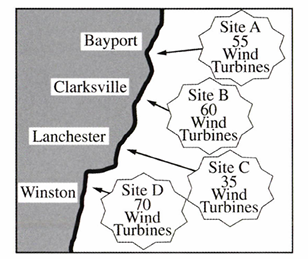 Bayport
Site A
55
Wind
Turbines
Clarksville
Site B
60
Wind
Turbines
Lanchester
Site C
35
Wind
Turbines
Winston
Site D
70
Wind
Turbines